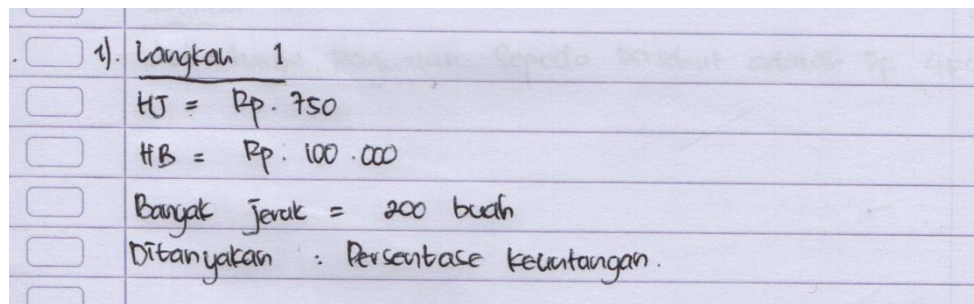 1). Langkah 1
HJ = Rp. 750
HB = Rp. 100.000
Banyak Jeruk = 200 buah
Ditanyakan : Persentase keuntungan.